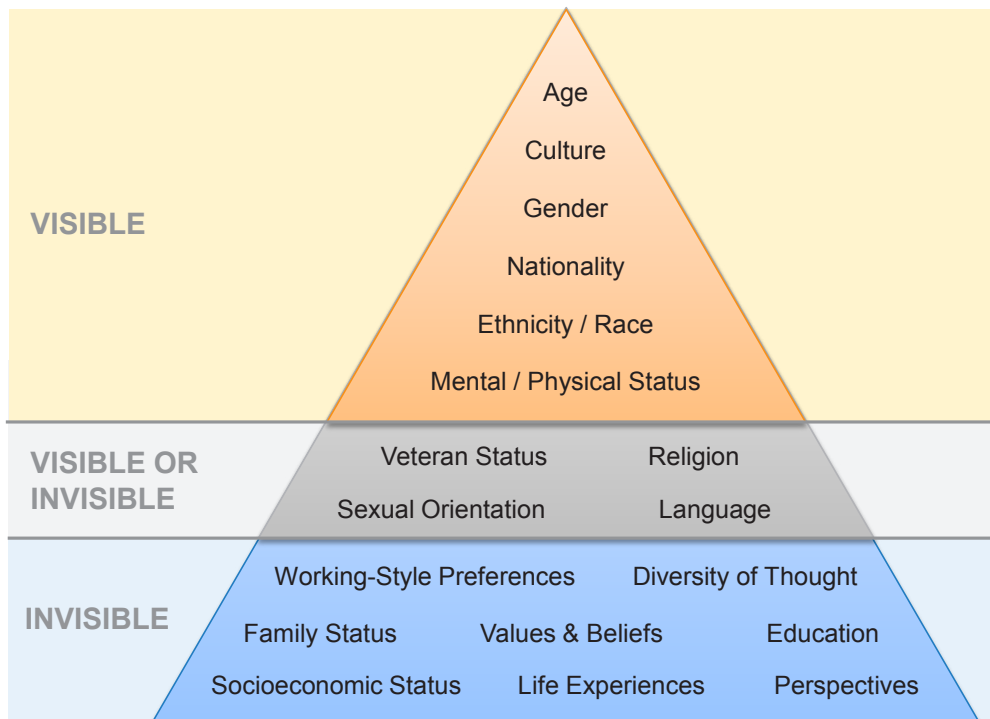 Age
Culture
Gender
VISIBLE
Nationality
Ethnicity / Race
Mental / Physical Status
VISIBLE OR
INVISIBLE
Veteran Status Religion
Sexual Orientation Language
INVISIBLE
Working-Style Preferences Diversity of Thought
Family Status Values & Beliefs Education
Socioeconomic Status Life Experiences Perspectives